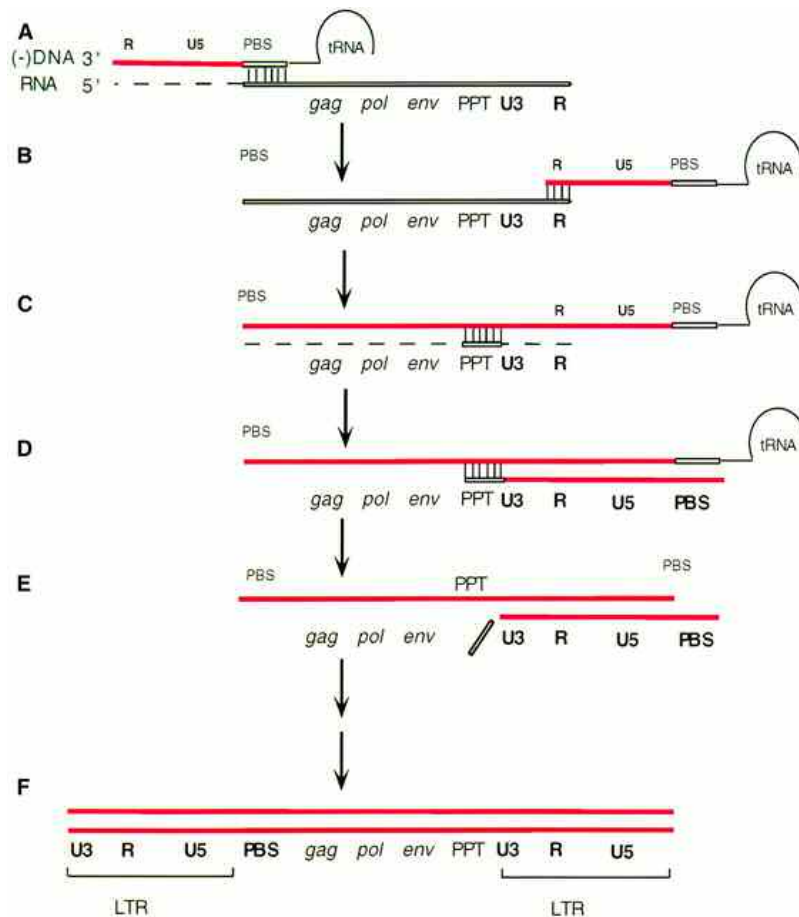 A
R U5 PBS tRNA
(-)DNA 3'
RNA 5'
gag pol env PPT U3 R
B
PBS R U5 PBS tRNA
gag pol env PPT U3 R
C
PBS R U5 PBS tRNA
gag pol env PPT U3 R
D
PBS tRNA
gag pol env PPT U3 R U5 PBS
E
PBS PPT PBS
gag pol env U3 R U5 PBS
F
U3 R U5 PBS gag pol env PPT U3 R U5
LTR LTR